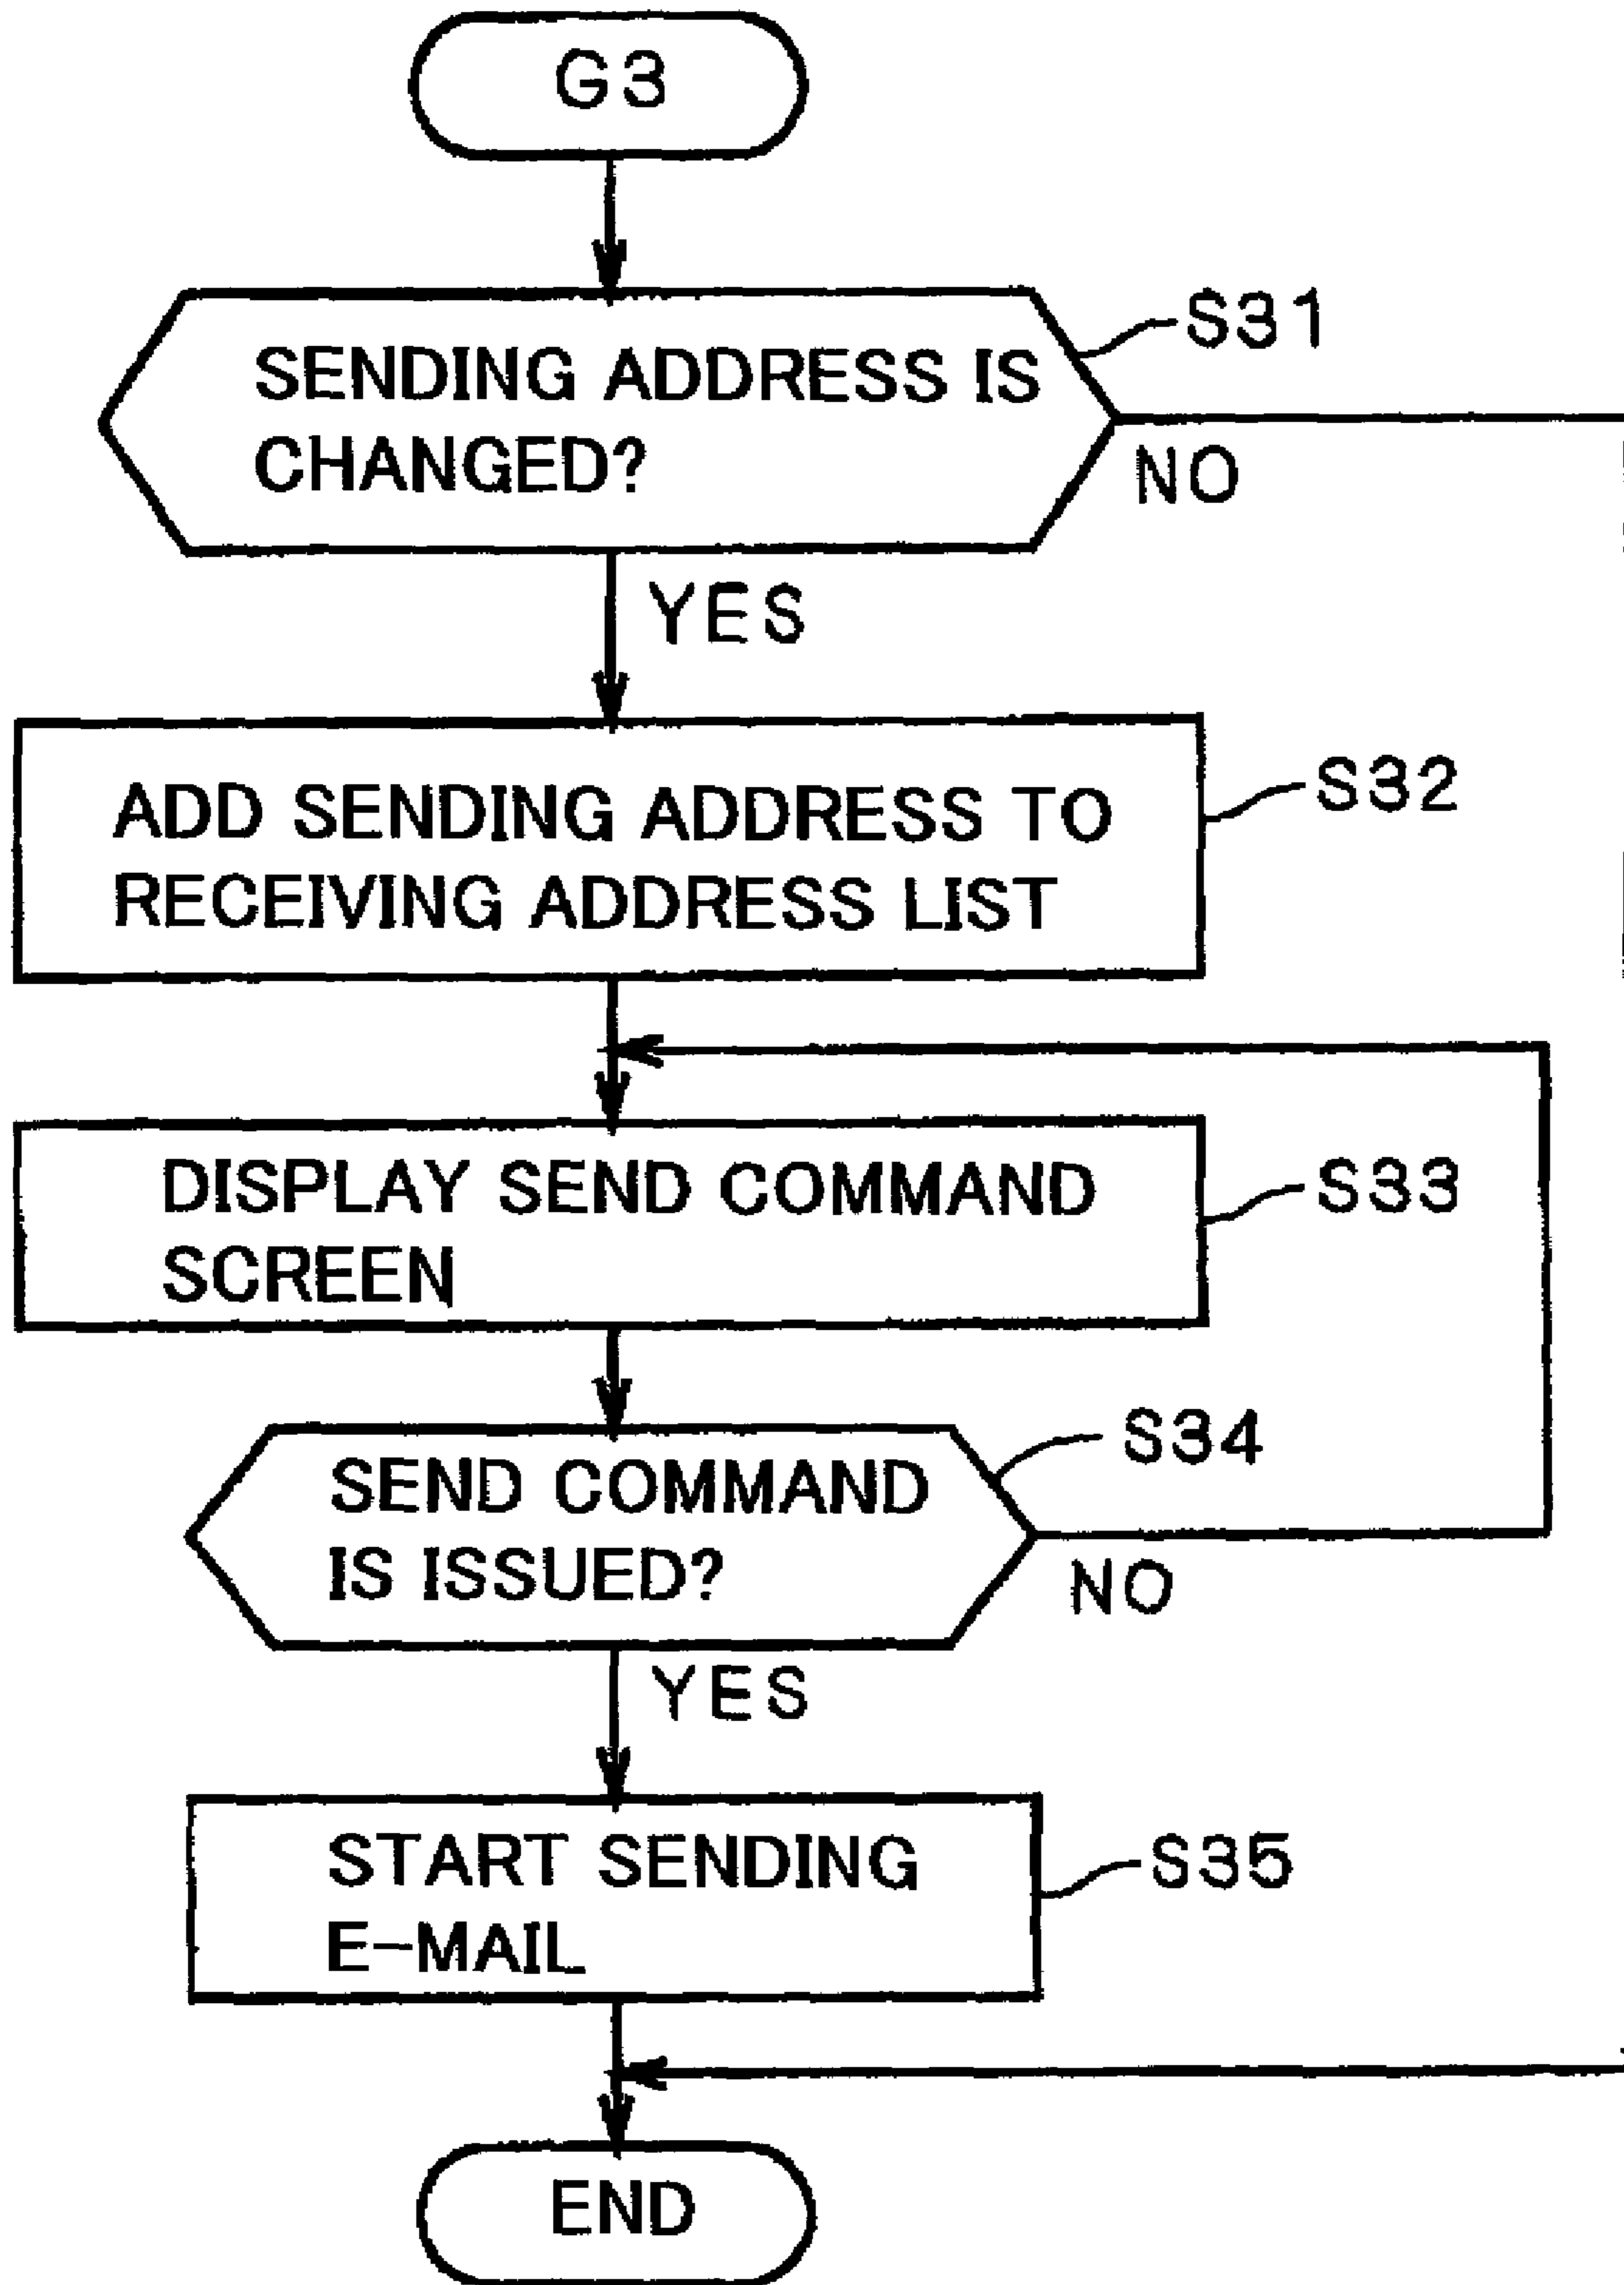 G3
SENDING ADDRESS IS
CHANGED?
S31
NO
YES
ADD SENDING ADDRESS TO
RECEIVING ADDRESS LIST
S32
DISPLAY SEND COMMAND
SCREEN
S33
SEND COMMAND
IS ISSUED?
S34
NO
YES
START SENDING
E-MAIL
S35
END